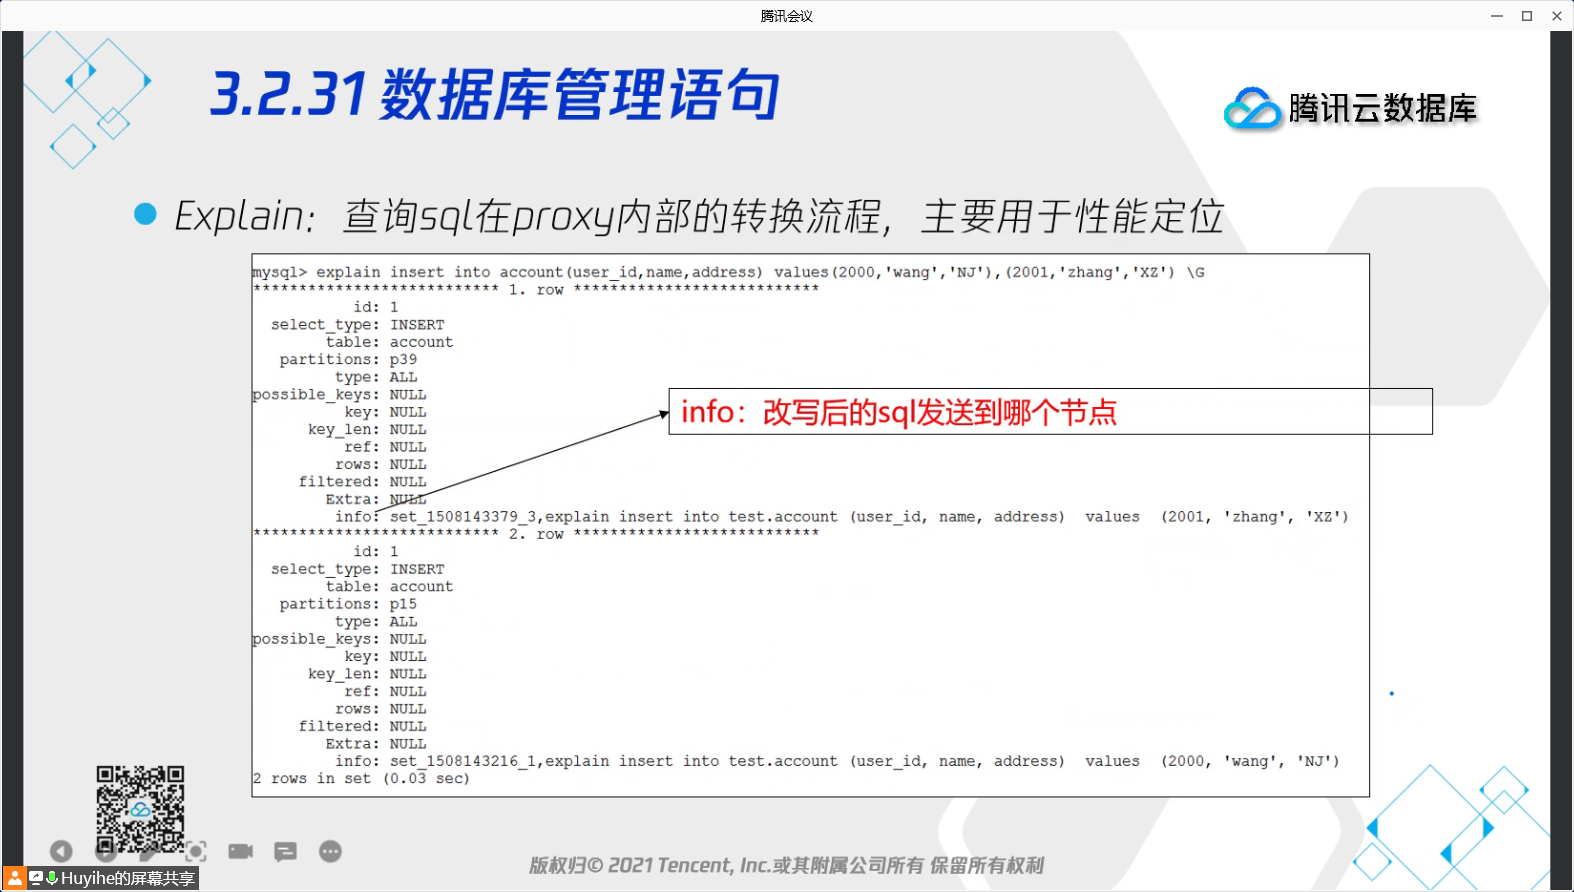 腾讯会议
3.2.31 数据库管理语句
腾讯云数据库
Explain: 查询sql在proxy内部的转换流程，主要用于性能定位
mysql> explain insert into account(user_id,name,address) values(2000,'wang','NJ'),(2001,'zhang','XZ') \G
*************************** 1. row ***************************
id: 1
select_type: INSERT
table: account
partitions: p39
type: ALL
possible_keys: NULL
key: NULL
key_len: NULL
ref: NULL
rows: NULL
filtered: NULL
Extra: NULL
info: set_1508143379_3,explain insert into test.account (user_id, name, address)  values  (2001, 'zhang', 'XZ')
info：改写后的sql发送到哪个节点
*************************** 2. row ***************************
id: 1
select_type: INSERT
table: account
partitions: p15
type: ALL
possible_keys: NULL
key: NULL
key_len: NULL
ref: NULL
rows: NULL
filtered: NULL
Extra: NULL
info: set_1508143216_1,explain insert into test.account (user_id, name, address)  values  (2000, 'wang', 'NJ')
2 rows in set (0.03 sec)
版权归© 2021 Tencent, Inc.或其附属公司所有 保留所有权利
Huyihe的屏幕共享